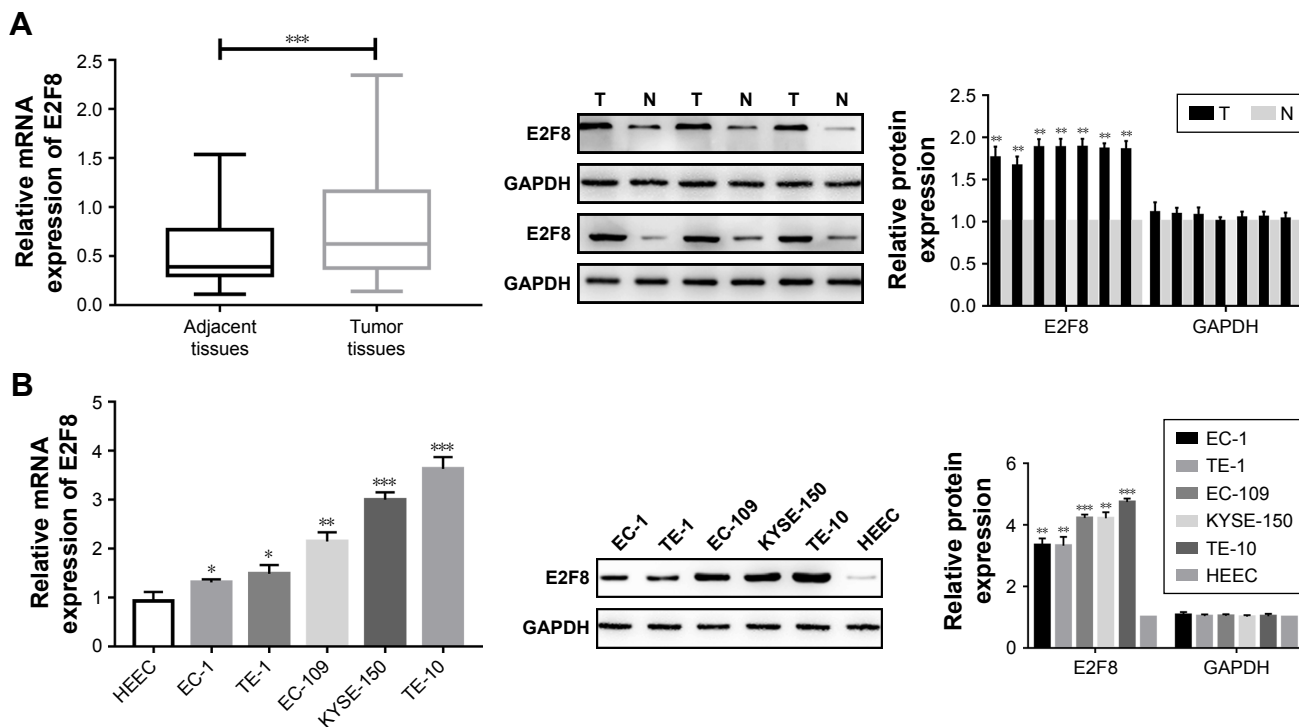 A
Relative mRNA
expression of E2F8
2.5
2.0
1.5
1.0
0.5
0.0
***
Adjacent
tissues
Tumor
tissues
T N T N T N
E2F8
GAPDH
E2F8
GAPDH
Relative protein
expression
2.5
2.0
1.5
1.0
0.5
0.0
** ** ** ** ** ** **
T N
E2F8 GAPDH
B
Relative mRNA
expression of E2F8
5
4
3
2
1
0
* * ** *** ***
HEEC EC-1 TE-1 EC-109 KYSE-150 TE-10
EC-1 TE-1 EC-109 KYSE-150 TE-10 HEEC
E2F8
GAPDH
Relative protein
expression
6
4
2
0
** ** *** ** ***
EC-1
TE-1
EC-109
KYSE-150
TE-10
HEEC
E2F8 GAPDH